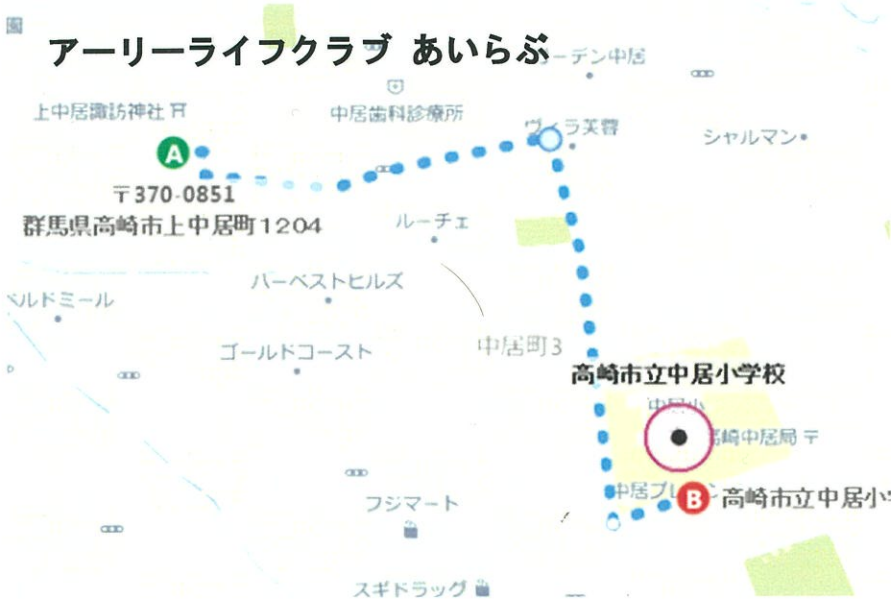 園
アーリーライフクラブ あいらぶ
ーデン中居
上中居諏訪神社
中居歯科診療所
ヴィラ芙蓉
シャルマン
A
〒370-0851
群馬県高崎市上中居町1204
ルーチェ
バーベストヒルズ
ベルドミール
中居町3
ゴールドコースト
高崎市立中居小学校
中居小
高崎中居局〒
中居プレ
B 高崎市立中居小
フジマート
スギドラッグ